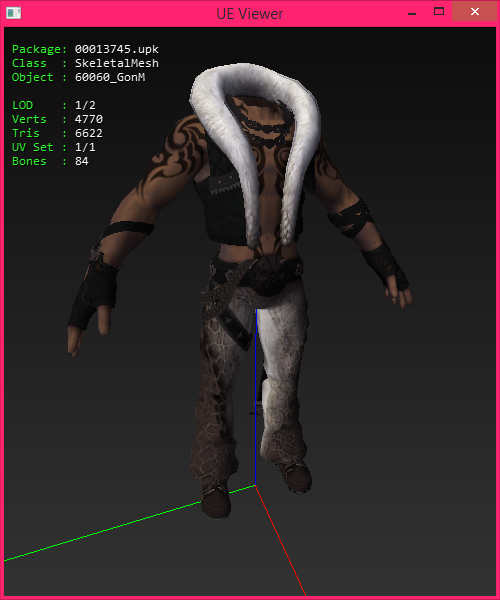 UE Viewer
Package: 00013745.upk
Class : SkeletalMesh
Object : 60060_GonM
LOD : 1/2
Verts : 4770
Tris : 6622
UV Set : 1/1
Bones : 84